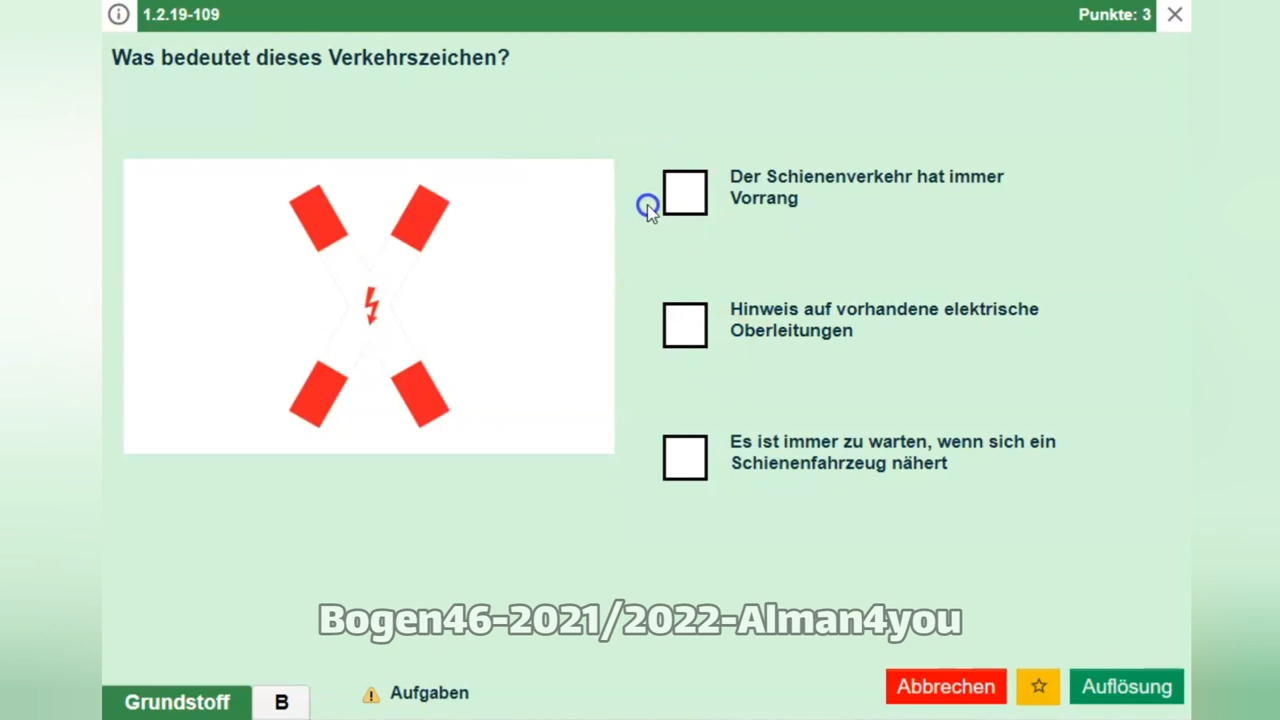 1.2.19-109
Punkte: 3
Was bedeutet dieses Verkehrszeichen?
Der Schienenverkehr hat immer
Vorrang
Hinweis auf vorhandene elektrische
Oberleitungen
Es ist immer zu warten, wenn sich ein
Schienenfahrzeug nähert
Bogen46-2021/2022-Alman4you
Grundstoff
B
Aufgaben
Abbrechen
Auflösung